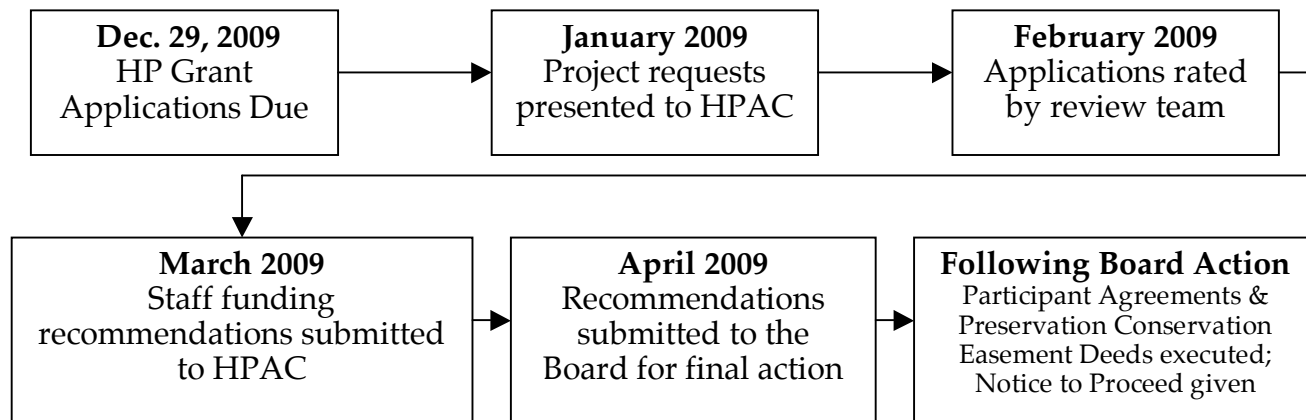 Dec. 29, 2009
HP Grant
Applications Due
January 2009
Project requests
presented to HPAC
February 2009
Applications rated
by review team
March 2009
Staff funding
recommendations submitted
to HPAC
April 2009
Recommendations
submitted to the
Board for final action
Following Board Action
Participant Agreements &
Preservation Conservation
Easement Deeds executed;
Notice to Proceed given